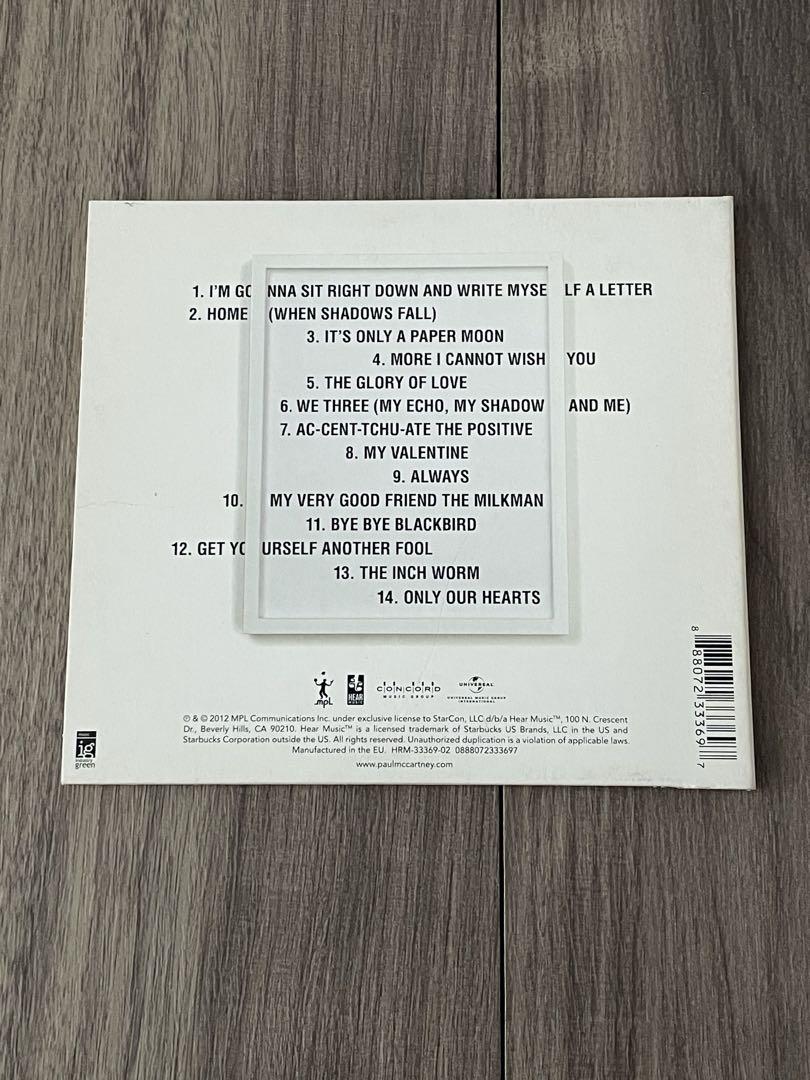 1. I'M GONNA SIT RIGHT DOWN AND WRITE MYSELF A LETTER
2. HOME (WHEN SHADOWS FALL)
3. IT'S ONLY A PAPER MOON
4. MORE I CANNOT WISH YOU
5. THE GLORY OF LOVE
6. WE THREE (MY ECHO, MY SHADOW AND ME)
7. AC-CENT-TCHU-ATE THE POSITIVE
8. MY VALENTINE
9. ALWAYS
10. MY VERY GOOD FRIEND THE MILKMAN
11. BYE BYE BLACKBIRD
12. GET YOURSELF ANOTHER FOOL
13. THE INCH WORM
14. ONLY OUR HEARTS
mpL
HEAR
MUSIC
CONCORD
MUSIC GROUP
UNIVERSAL
UNIVERSAL MUSIC GROUP
INTERNATIONAL
℗ & © 2012 MPL Communications Inc. under exclusive license to StarCon, LLC d/b/a Hear Music™, 100 N. Crescent
Dr., Beverly Hills, CA 90210. Hear Music™ is a licensed trademark of Starbucks US Brands, LLC in the US and
Starbucks Corporation outside the US. All rights reserved. Unauthorized duplication is a violation of applicable laws.
Manufactured in the EU. HRM-33369-02 0888072333697
www.paulmccartney.com
music
ig
industry
green
8 88072 33369 7